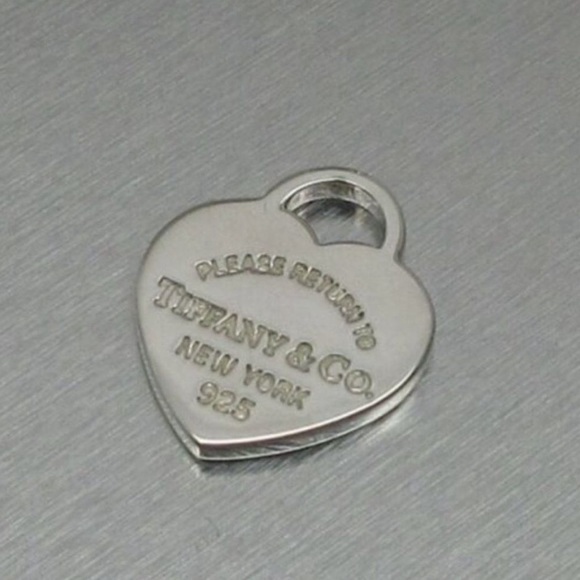 PLEASE RETURN TO
TIFFANY & CO.
NEW YORK
925